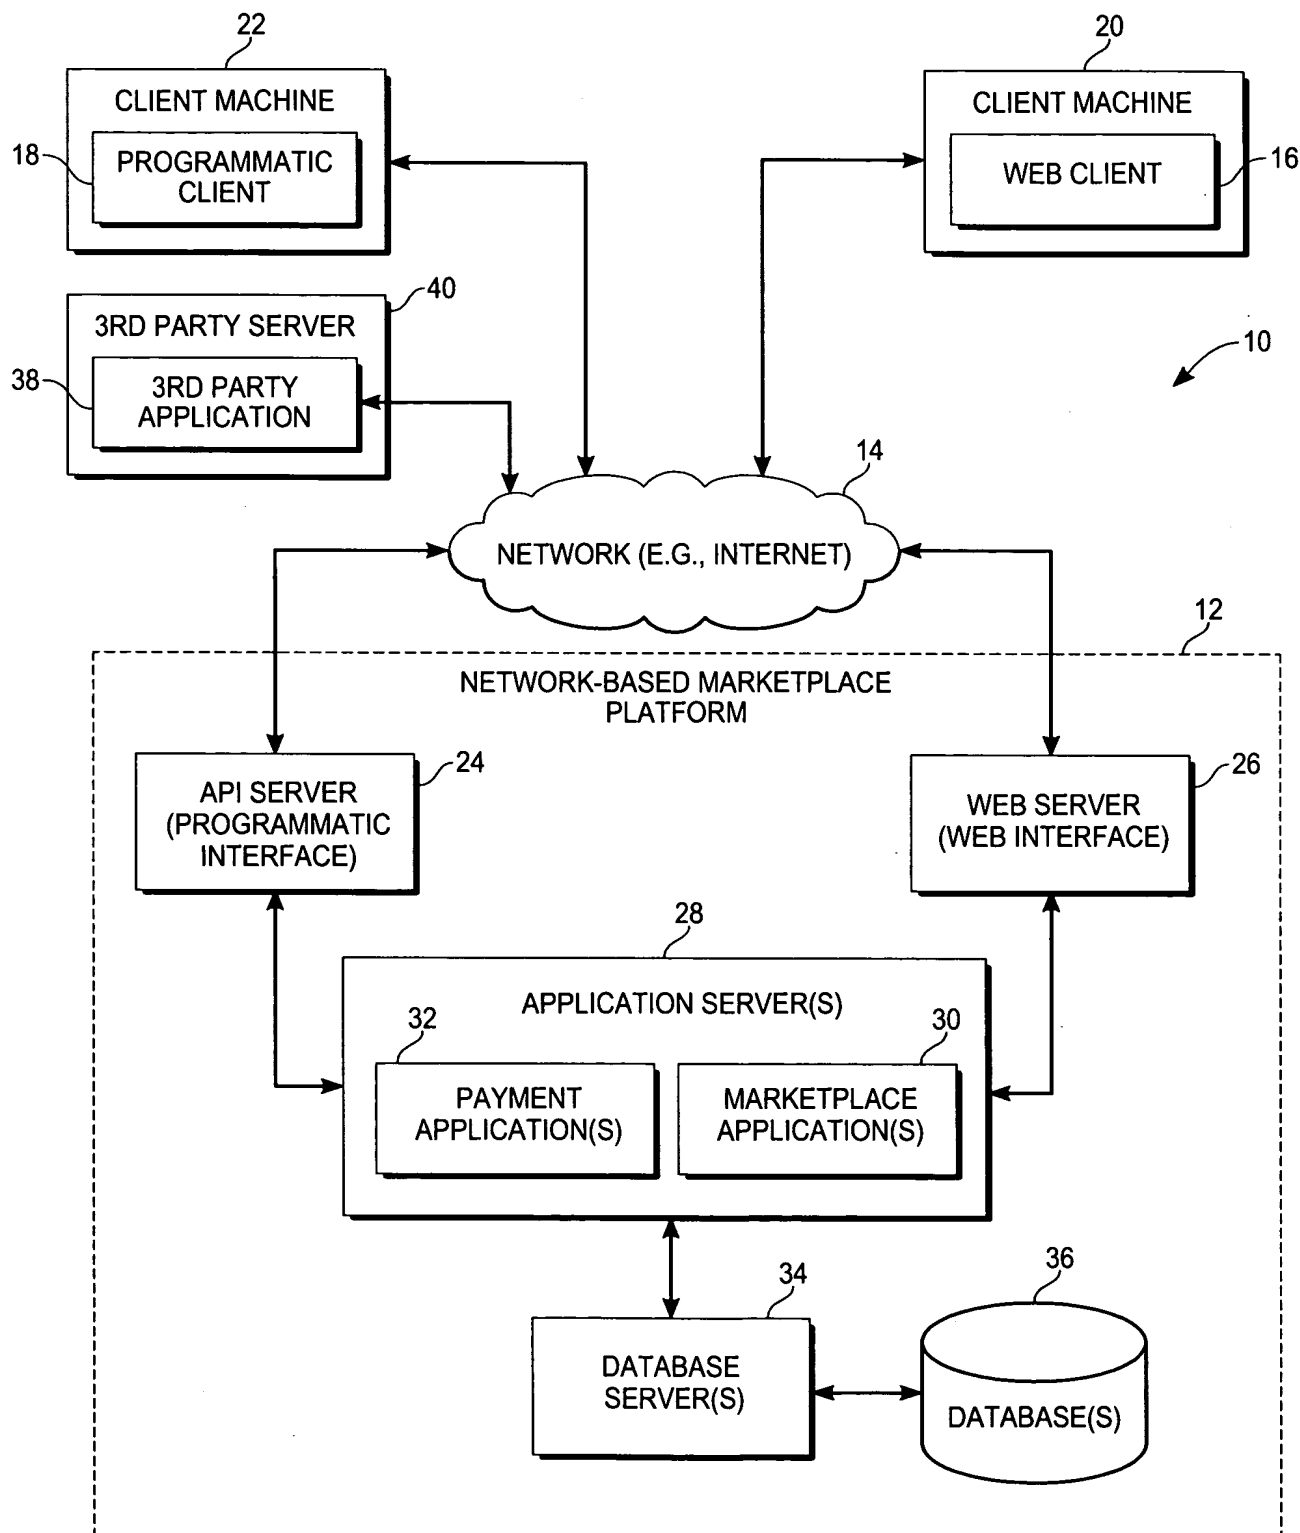 22
CLIENT MACHINE
18
PROGRAMMATIC
CLIENT
20
CLIENT MACHINE
WEB CLIENT
16
40
3RD PARTY SERVER
38
3RD PARTY
APPLICATION
10
14
NETWORK (E.G., INTERNET)
12
NETWORK-BASED MARKETPLACE
PLATFORM
24
API SERVER
(PROGRAMMATIC
INTERFACE)
26
WEB SERVER
(WEB INTERFACE)
28
APPLICATION SERVER(S)
32
PAYMENT
APPLICATION(S)
30
MARKETPLACE
APPLICATION(S)
34
DATABASE
SERVER(S)
36
DATABASE(S)